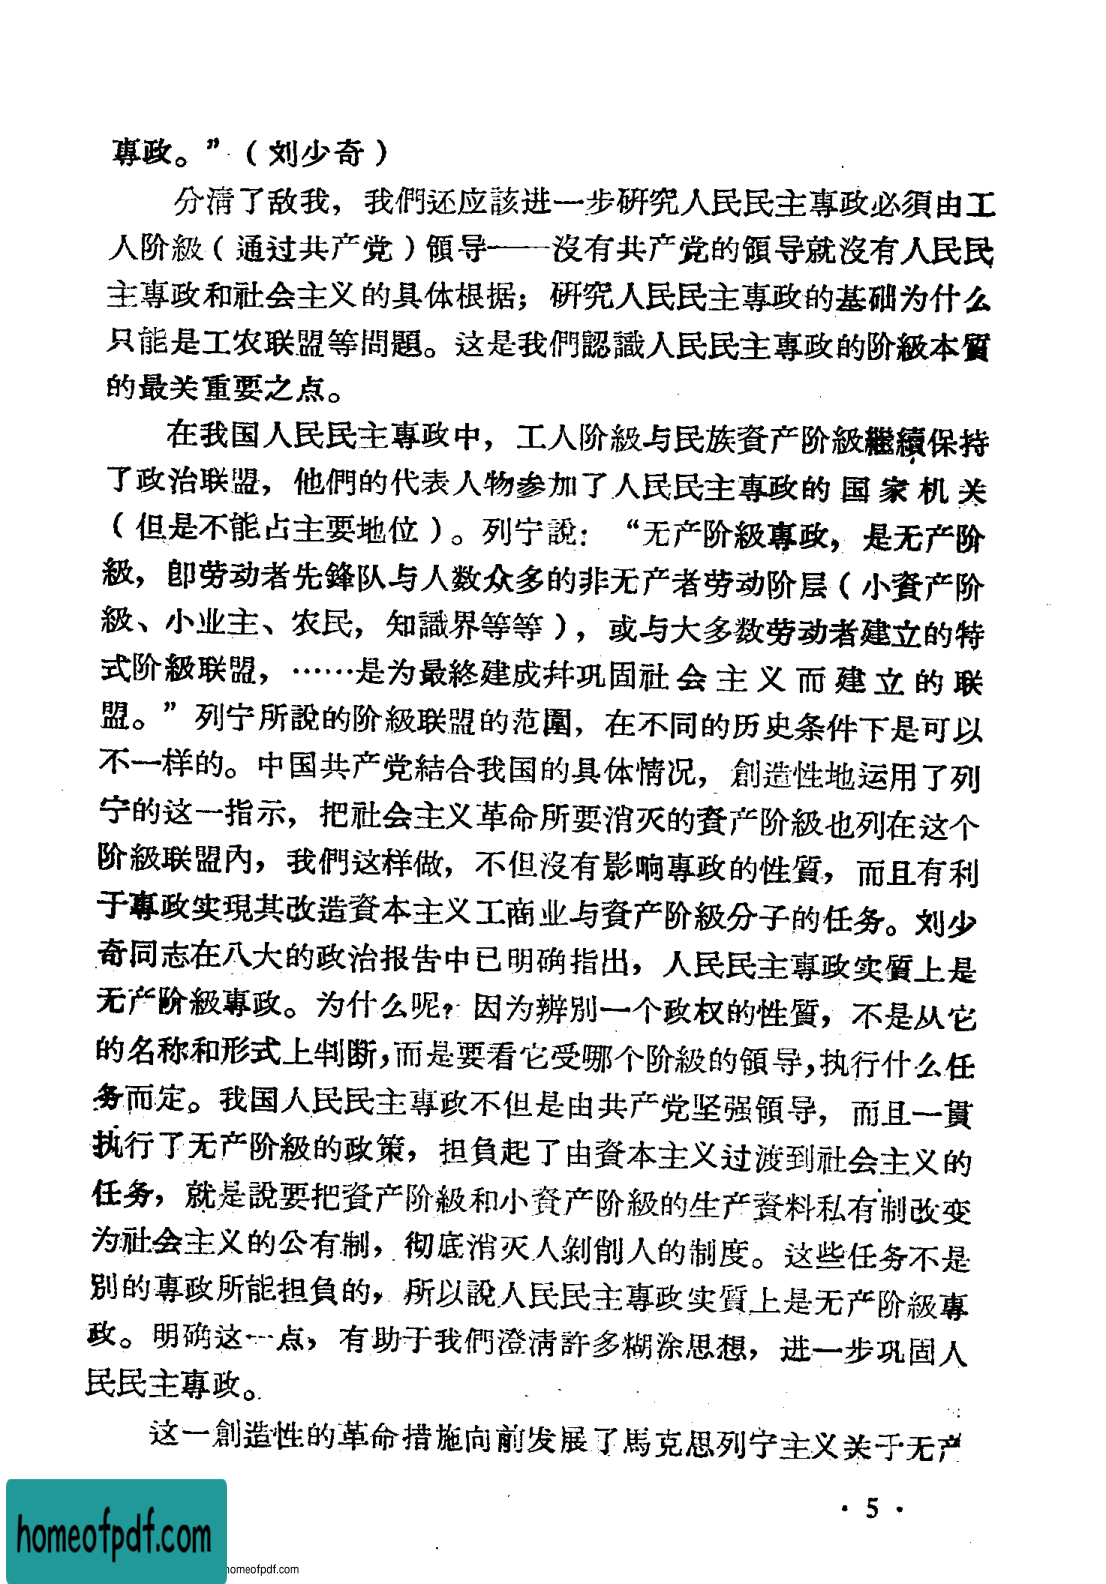 專政。”（刘少奇）
分清了敌我，我們还应該进一步研究人民民主專政必須由工
人阶級（通过共产党）領导——沒有共产党的領导就沒有人民民
主專政和社会主义的具体根据；研究人民民主專政的基础为什么
只能是工农联盟等問題。这是我們認識人民民主專政的阶級本質
的最关重要之点。
在我国人民民主專政中，工人阶級与民族資产阶級繼續保持
了政治联盟，他們的代表人物参加了人民民主專政的国家机关
（但是不能占主要地位）。列宁說：“无产阶級專政，是无产阶
級，卽劳动者先鋒队与人数众多的非无产者劳动阶层（小資产阶
級、小业主、农民，知識界等等），或与大多数劳动者建立的特
式阶級联盟，……是为最終建成幷巩固社会主义而建立的联
盟。”列宁所說的阶級联盟的范圍，在不同的历史条件下是可以
不一样的。中国共产党結合我国的具体情况，創造性地运用了列
宁的这一指示，把社会主义革命所要消灭的資产阶級也列在这个
阶級联盟內，我們这样做，不但沒有影响專政的性質，而且有利
于專政实現其改造資本主义工商业与資产阶級分子的任务。刘少
奇同志在八大的政治报告中已明确指出，人民民主專政实質上是
无产阶級專政。为什么呢？因为辨別一个政权的性質，不是从它
的名称和形式上判断，而是要看它受哪个阶級的領导，执行什么任
务而定。我国人民民主專政不但是由共产党坚强領导，而且一貫
执行了无产阶級的政策，担負起了由資本主义过渡到社会主义的
任务，就是說要把資产阶級和小資产阶級的生产資料私有制改变
为社会主义的公有制，彻底消灭人剝削人的制度。这些任务不是
別的專政所能担負的，所以說人民民主專政实質上是无产阶級專
政。明确这一点，有助于我們澄淸許多糊涂思想，进一步巩固人
民民主專政。
这一創造性的革命措施向前发展了馬克思列宁主义关于无产
· 5 ·
homeofpdf.com
homeofpdf.com